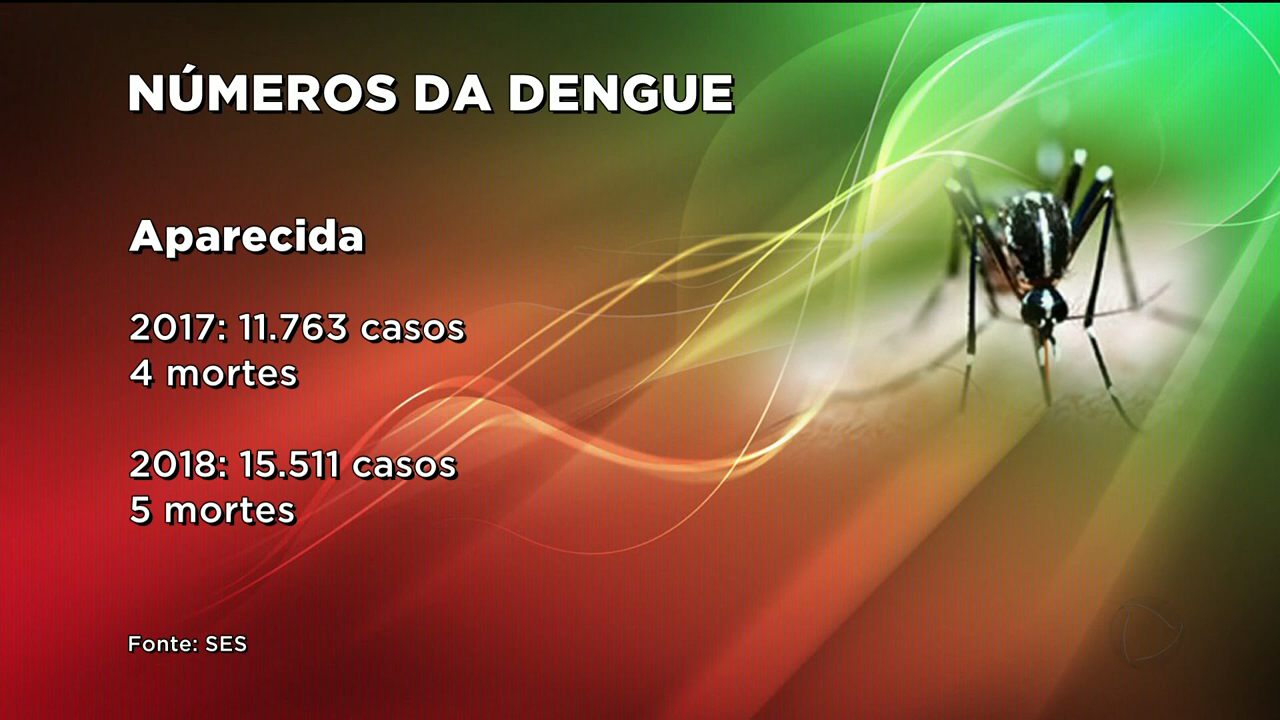 NÚMEROS DA DENGUE
Aparecida
2017: 11.763 casos
4 mortes
2018: 15.511 casos
5 mortes
Fonte: SES